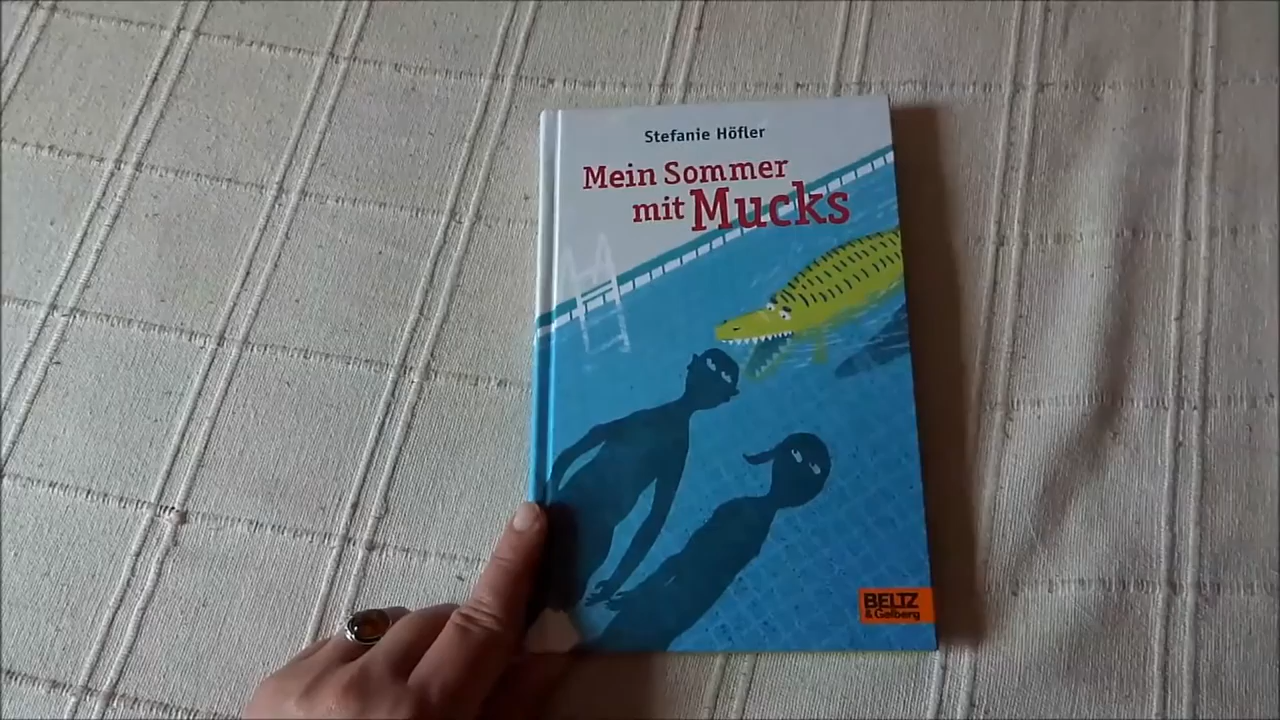 Stefanie Höfler
Mein Sommer
mit Mucks
BELTZ
& Gelberg